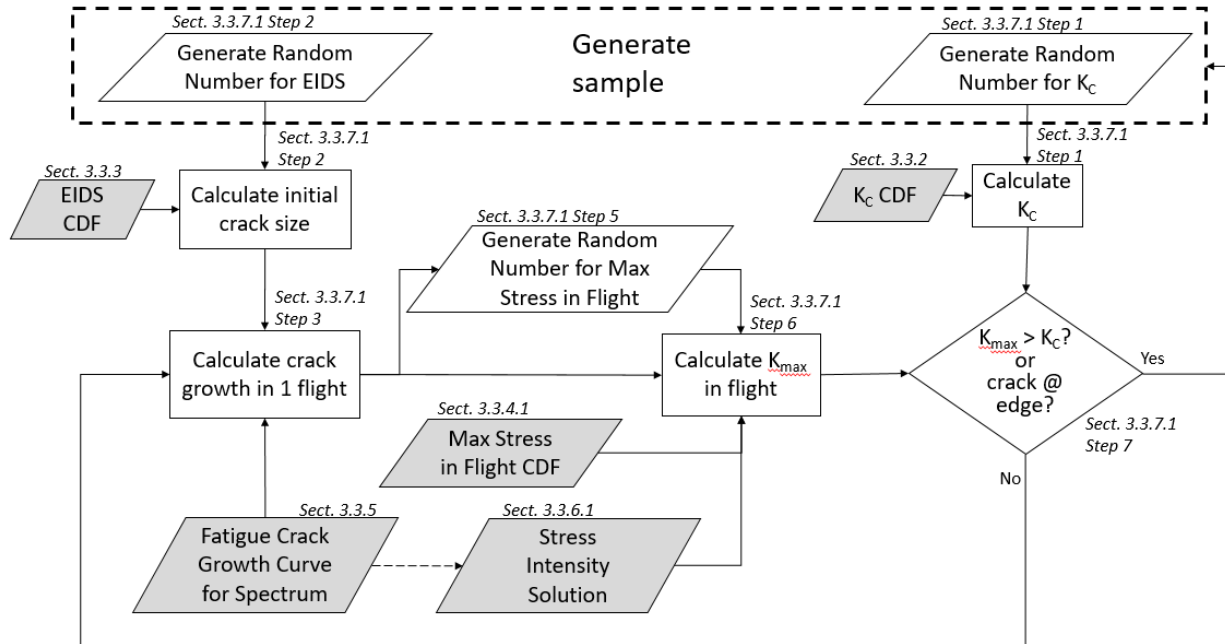 Sect. 3.3.7.1 Step 2
Generate Random
Number for EIDS
Generate
sample
Sect. 3.3.7.1 Step 1
Generate Random
Number for KC
Sect. 3.3.7.1
Step 2
Sect. 3.3.7.1
Step 1
Sect. 3.3.3
EIDS
CDF
Calculate initial
crack size
Sect. 3.3.2
KC CDF
Calculate
KC
Sect. 3.3.7.1 Step 5
Generate Random
Number for Max
Stress in Flight
Sect. 3.3.7.1
Step 3
Calculate crack
growth in 1 flight
Sect. 3.3.7.1
Step 6
Calculate Kmax
in flight
Kmax > KC?
or
crack @
edge?
Yes
Sect. 3.3.7.1
Step 7
No
Sect. 3.3.4.1
Max Stress
in Flight CDF
Sect. 3.3.5
Fatigue Crack
Growth Curve
for Spectrum
Sect. 3.3.6.1
Stress
Intensity
Solution